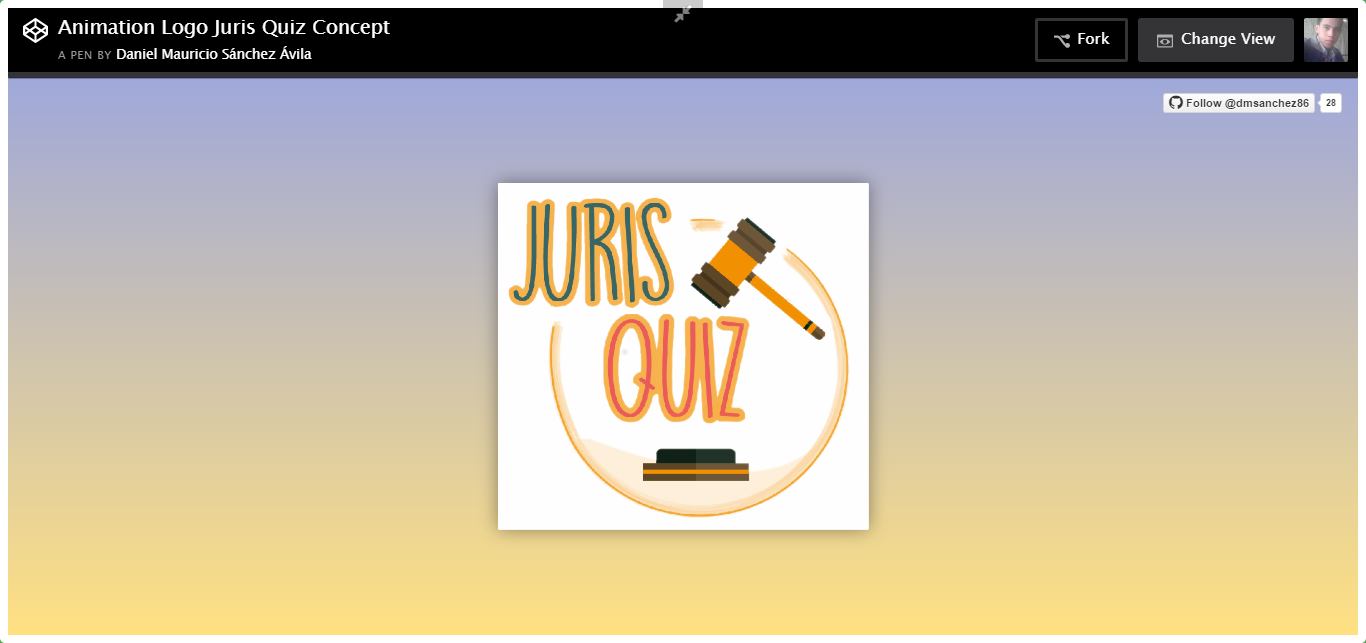 Animation Logo Juris Quiz Concept
A PEN BY Daniel Mauricio Sánchez Ávila
Fork
Change View
Follow @dmsanchez86
28
JURIS
QUIZ